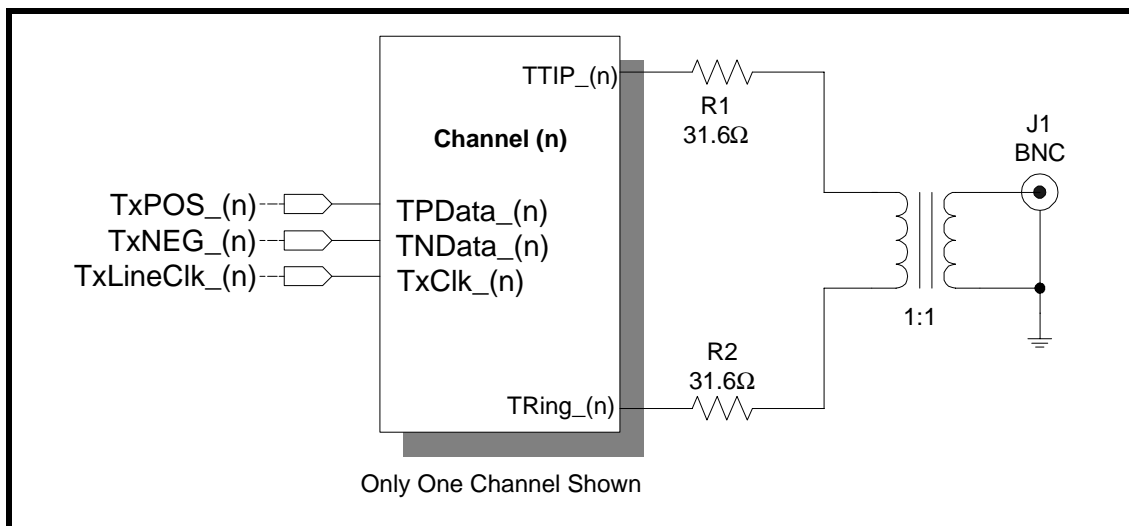 TTIP_(n)
R1
31.6Ω
Channel (n)
J1
BNC
TxPOS_(n)
TPData_(n)
TxNEG_(n)
TNData_(n)
TxLineClk_(n)
TxClk_(n)
1:1
R2
31.6Ω
TRing_(n)
Only One Channel Shown